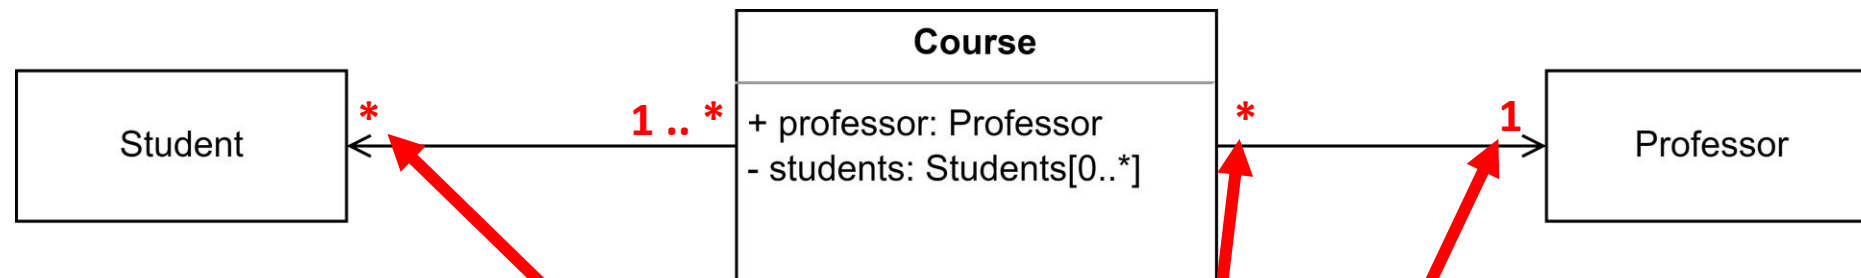 Course
Student
*
1 .. *
+ professor: Professor
- students: Students[0..*]
*
1
Professor